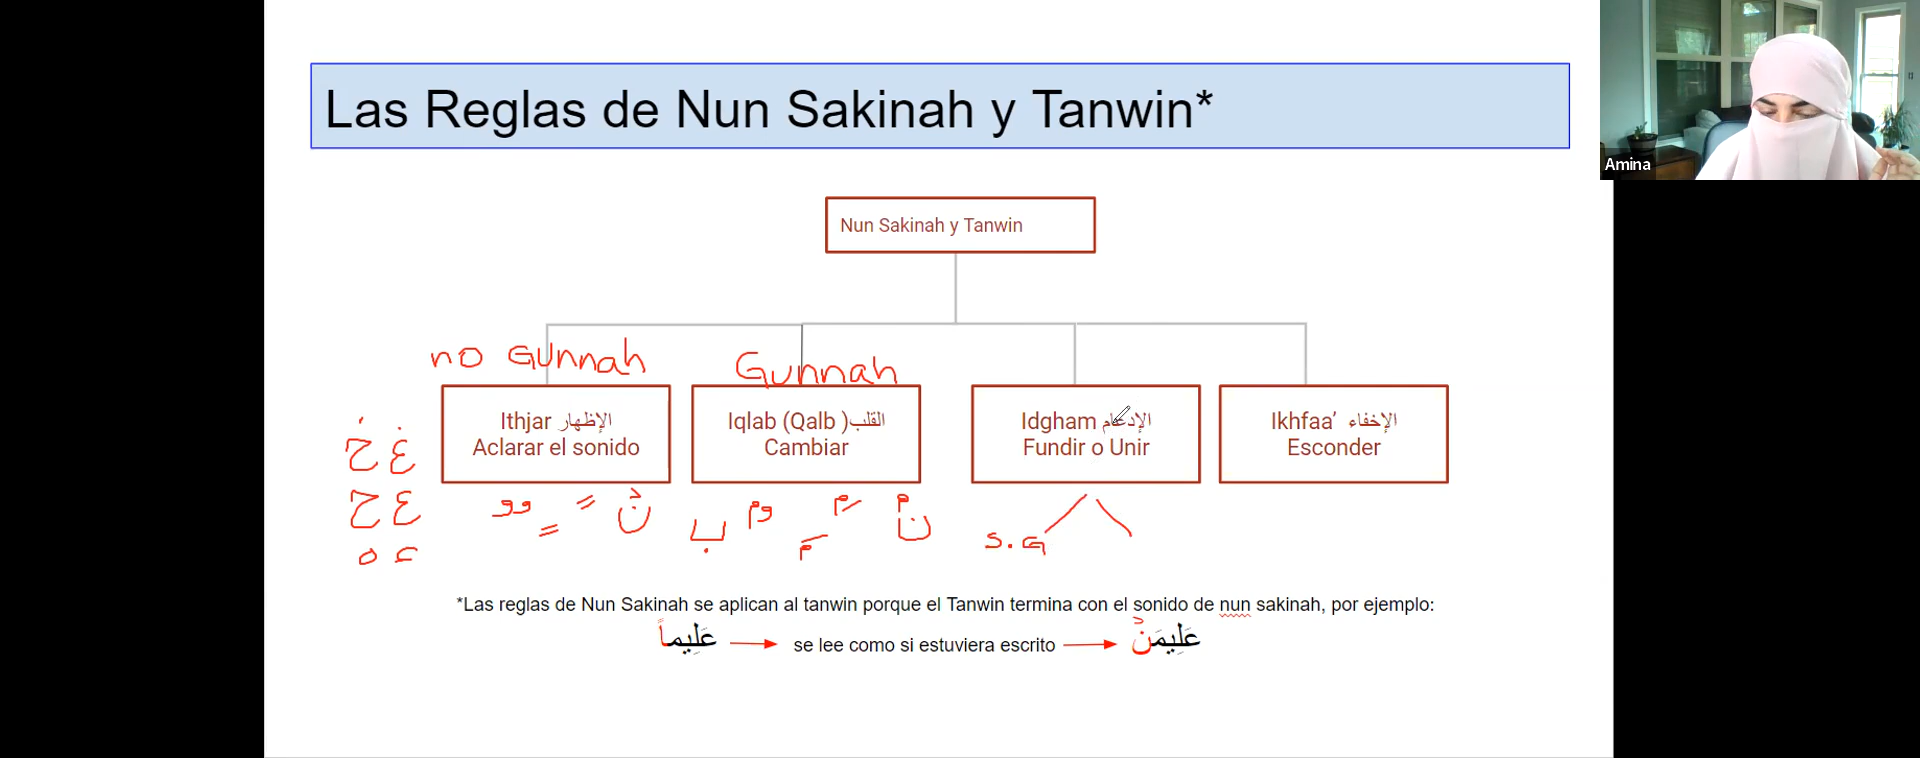 Las Reglas de Nun Sakinah y Tanwin*
Amina
Nun Sakinah y Tanwin
no Gunnah
Gunnah
Ithjar الإظهار
Aclarar el sonido
Iqlab (Qalb )القلب
Cambiar
Idgham الإدغام
Fundir o Unir
Ikhfaa’ الإخفاء
Esconder
خ غ
ح ع
ه ء
ب
S.G
*Las reglas de Nun Sakinah se aplican al tanwin porque el Tanwin termina con el sonido de nun sakinah, por ejemplo:
عَلِيماً se lee como si estuviera escrito عَلِيمَنْ